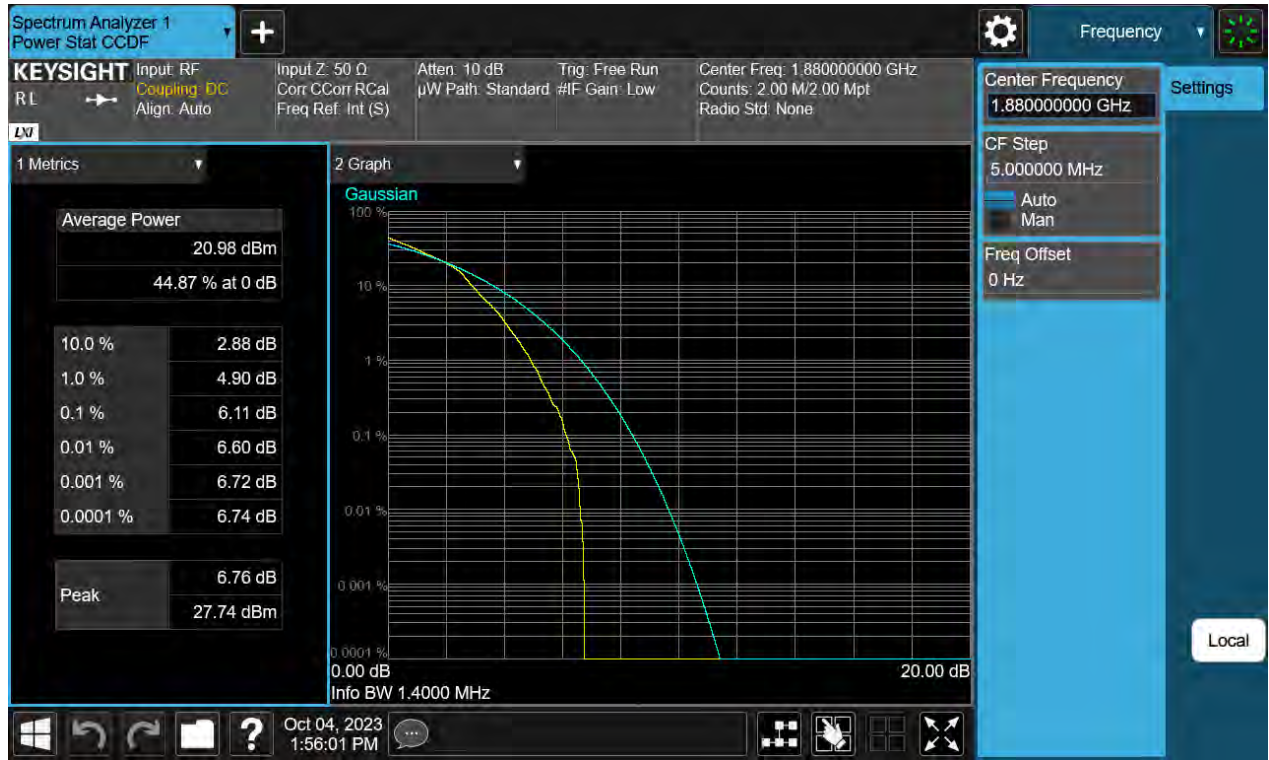 Spectrum Analyzer 1
Power Stat CCDF
Frequency
KEYSIGHT
RL
LXI
Input: RF
Coupling: DC
Align: Auto
Input Z: 50 Ω
Corr CCorr RCal
Freq Ref: Int (S)
Atten: 10 dB
µW Path: Standard
Trig: Free Run
#IF Gain: Low
Center Freq: 1.880000000 GHz
Counts: 2.00 M/2.00 Mpt
Radio Std: None
Center Frequency
1.880000000 GHz
Settings
CF Step
5.000000 MHz
Auto
Man
Freq Offset
0 Hz
1 Metrics
Average Power
20.98 dBm
44.87 % at 0 dB
10.0 % 2.88 dB
1.0 % 4.90 dB
0.1 % 6.11 dB
0.01 % 6.60 dB
0.001 % 6.72 dB
0.0001 % 6.74 dB
Peak
6.76 dB
27.74 dBm
2 Graph
Gaussian
100 %
10 %
1 %
0.1 %
0.01 %
0.001 %
0.0001 %
0.00 dB 20.00 dB
Info BW 1.4000 MHz
Local
?
Oct 04, 2023
1:56:01 PM